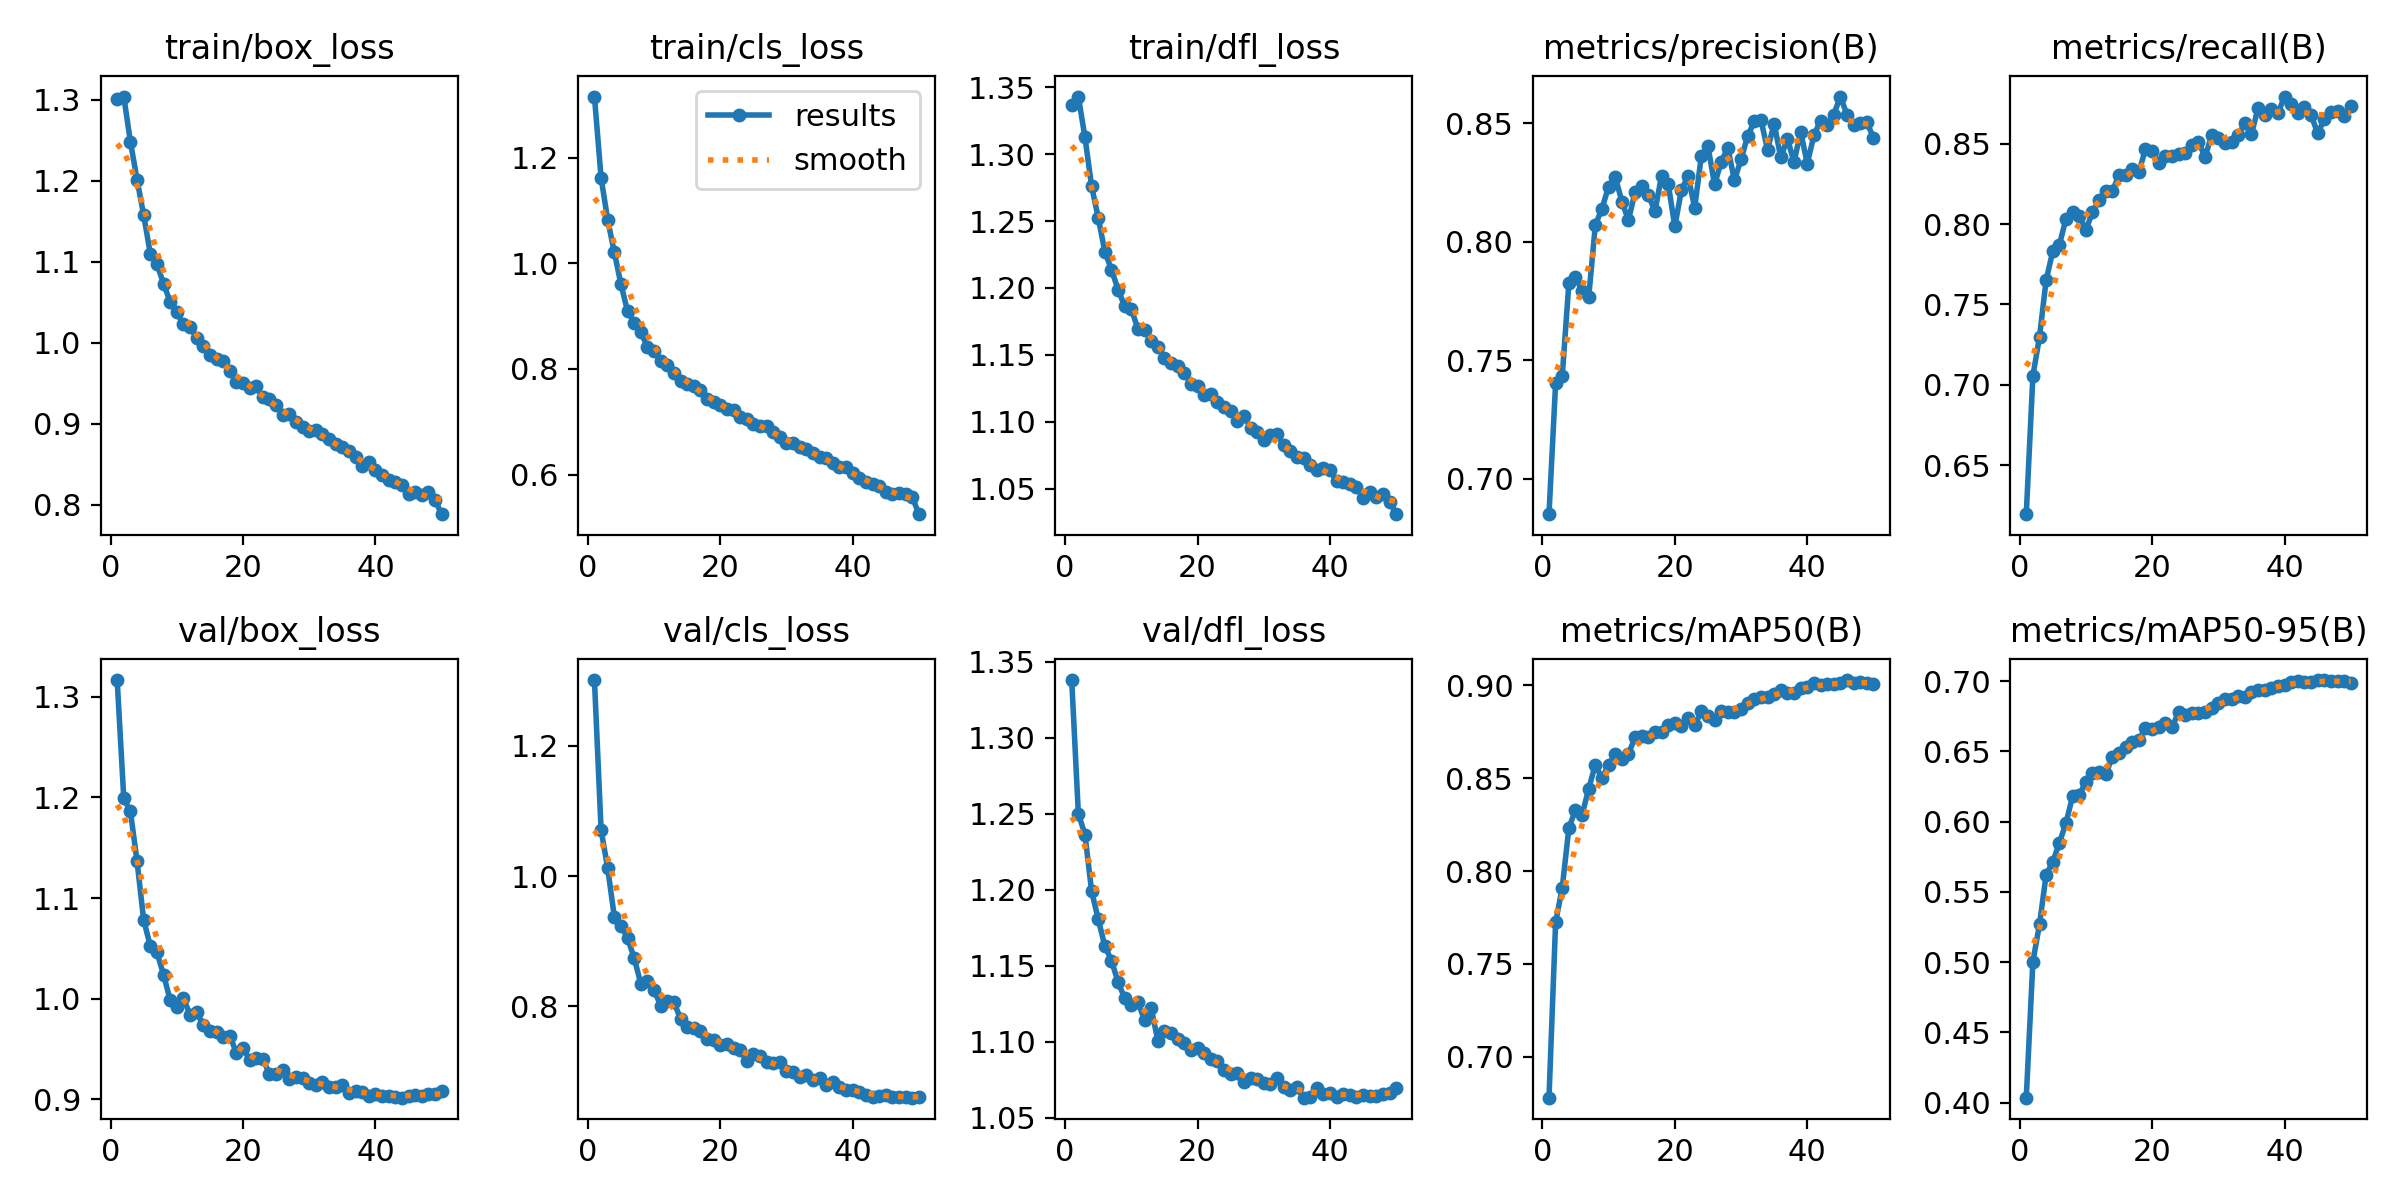 train/box_loss
1.3
1.2
1.1
1.0
0.9
0.8
0 20 40
train/cls_loss
results
smooth
1.2
1.0
0.8
0.6
0 20 40
train/dfl_loss
1.35
1.30
1.25
1.20
1.15
1.10
1.05
0 20 40
metrics/precision(B)
0.85
0.80
0.75
0.70
0 20 40
metrics/recall(B)
0.85
0.80
0.75
0.70
0.65
0 20 40
val/box_loss
1.3
1.2
1.1
1.0
0.9
0 20 40
val/cls_loss
1.2
1.0
0.8
0 20 40
val/dfl_loss
1.35
1.30
1.25
1.20
1.15
1.10
1.05
0 20 40
metrics/mAP50(B)
0.90
0.85
0.80
0.75
0.70
0 20 40
metrics/mAP50-95(B)
0.70
0.65
0.60
0.55
0.50
0.45
0.40
0 20 40